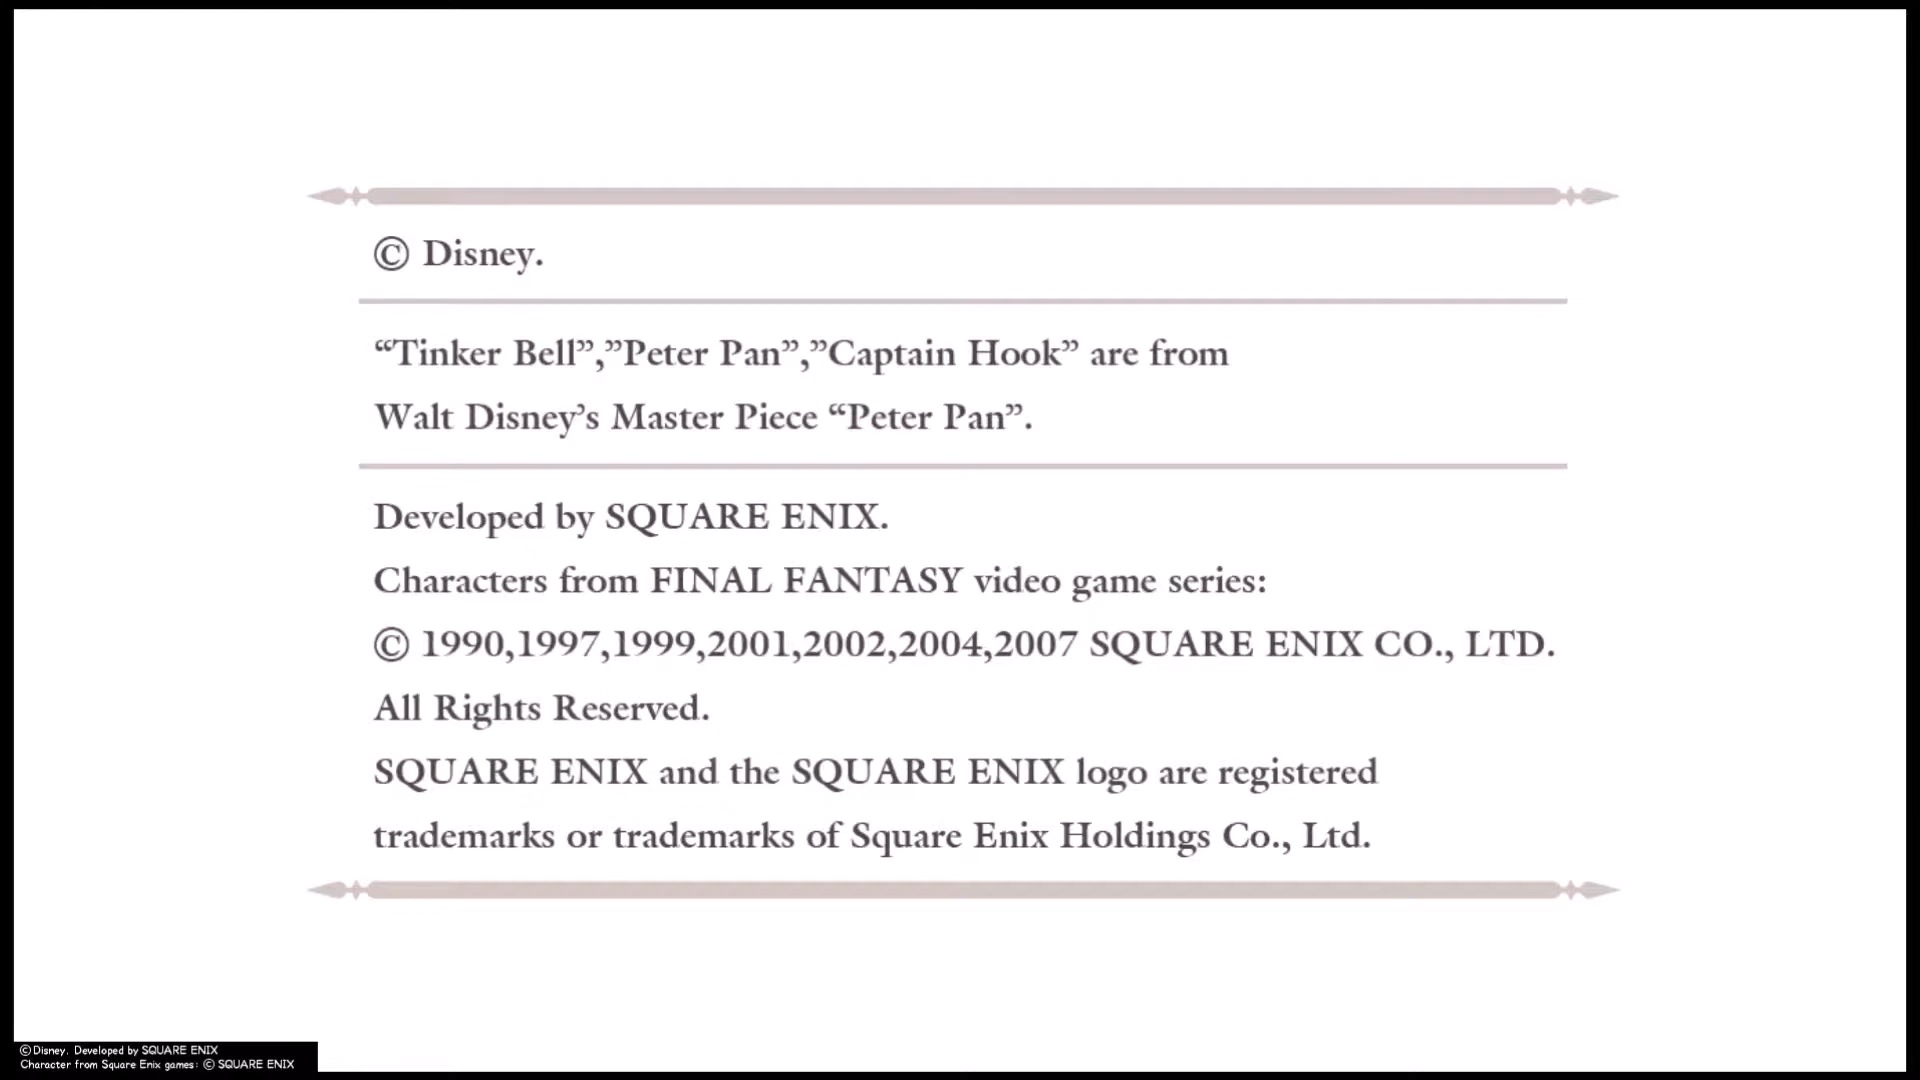 © Disney.
“Tinker Bell”,”Peter Pan”,”Captain Hook” are from
Walt Disney’s Master Piece “Peter Pan”.
Developed by SQUARE ENIX.
Characters from FINAL FANTASY video game series:
© 1990,1997,1999,2001,2002,2004,2007 SQUARE ENIX CO., LTD.
All Rights Reserved.
SQUARE ENIX and the SQUARE ENIX logo are registered
trademarks or trademarks of Square Enix Holdings Co., Ltd.
©Disney. Developed by SQUARE ENIX
Character from Square Enix games: © SQUARE ENIX